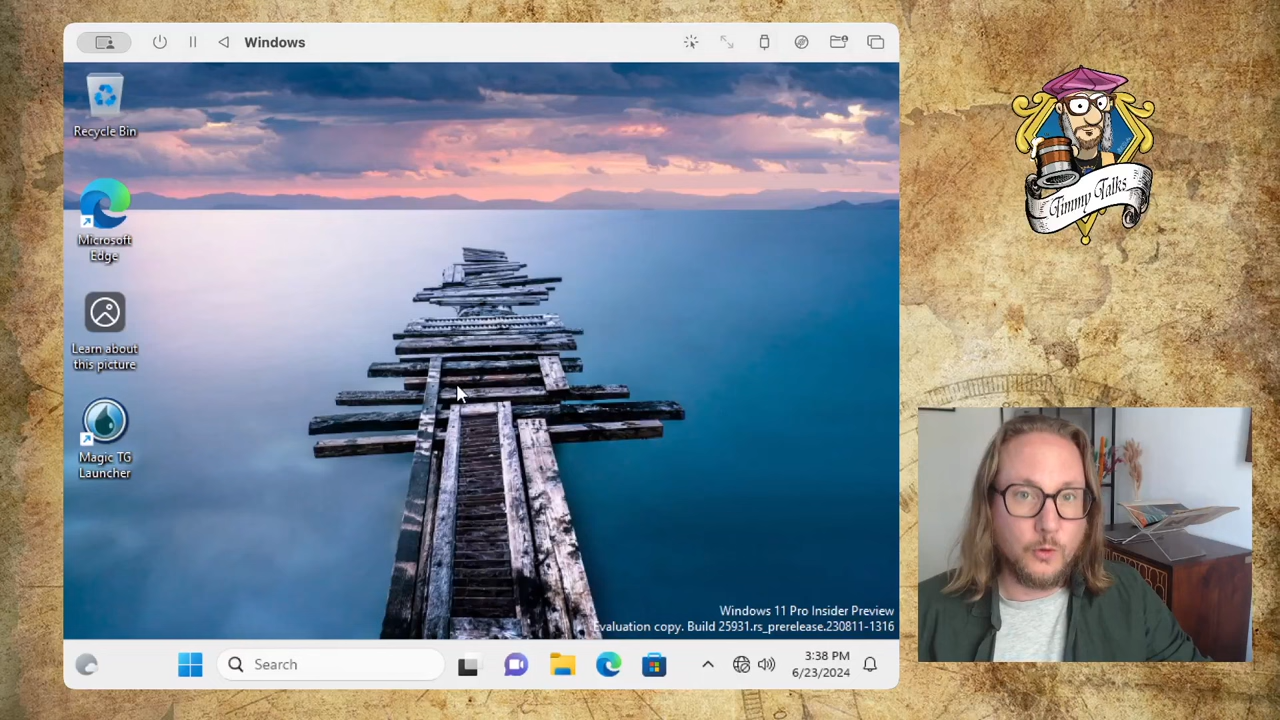 Windows
Recycle Bin
Microsoft
Edge
Learn about
this picture
Magic TG
Launcher
Timmy Talks
Windows 11 Pro Insider Preview
Evaluation copy. Build 25931.rs_prerelease.230811-1316
Search
3:38 PM
6/23/2024